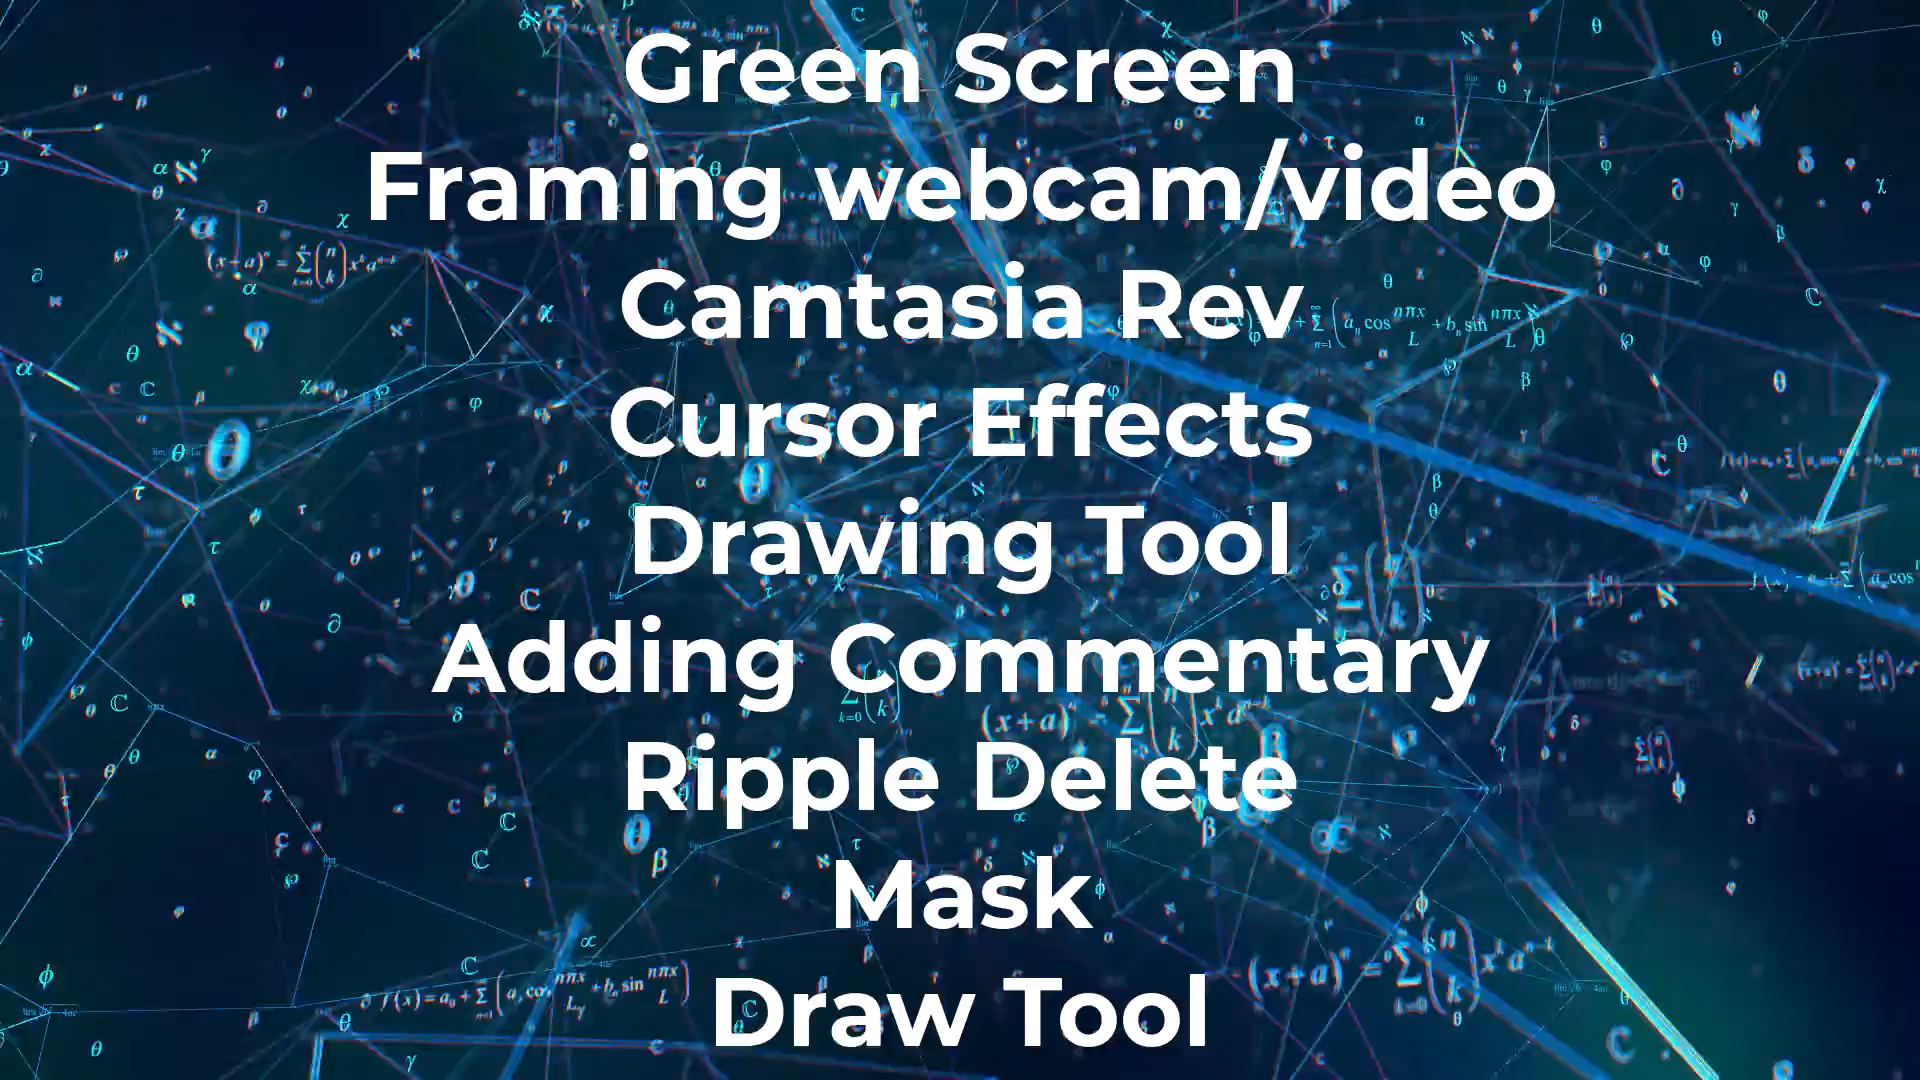 Green Screen
Framing webcam/video
Camtasia Rev
Cursor Effects
Drawing Tool
Adding Commentary
Ripple Delete
Mask
Draw Tool